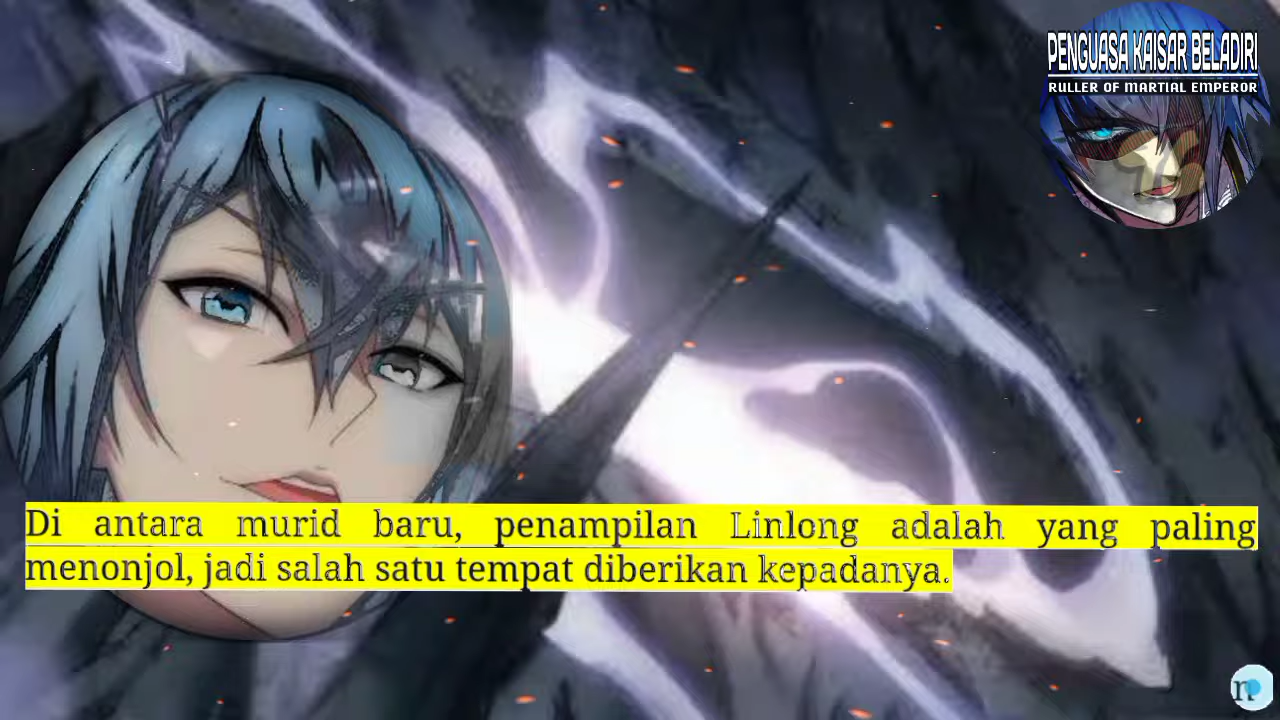 PENGUASA KAISAR BELADIRI
RULLER OF MARTIAL EMPEROR
Di antara murid baru, penampilan Linlong adalah yang paling
menonjol, jadi salah satu tempat diberikan kepadanya.